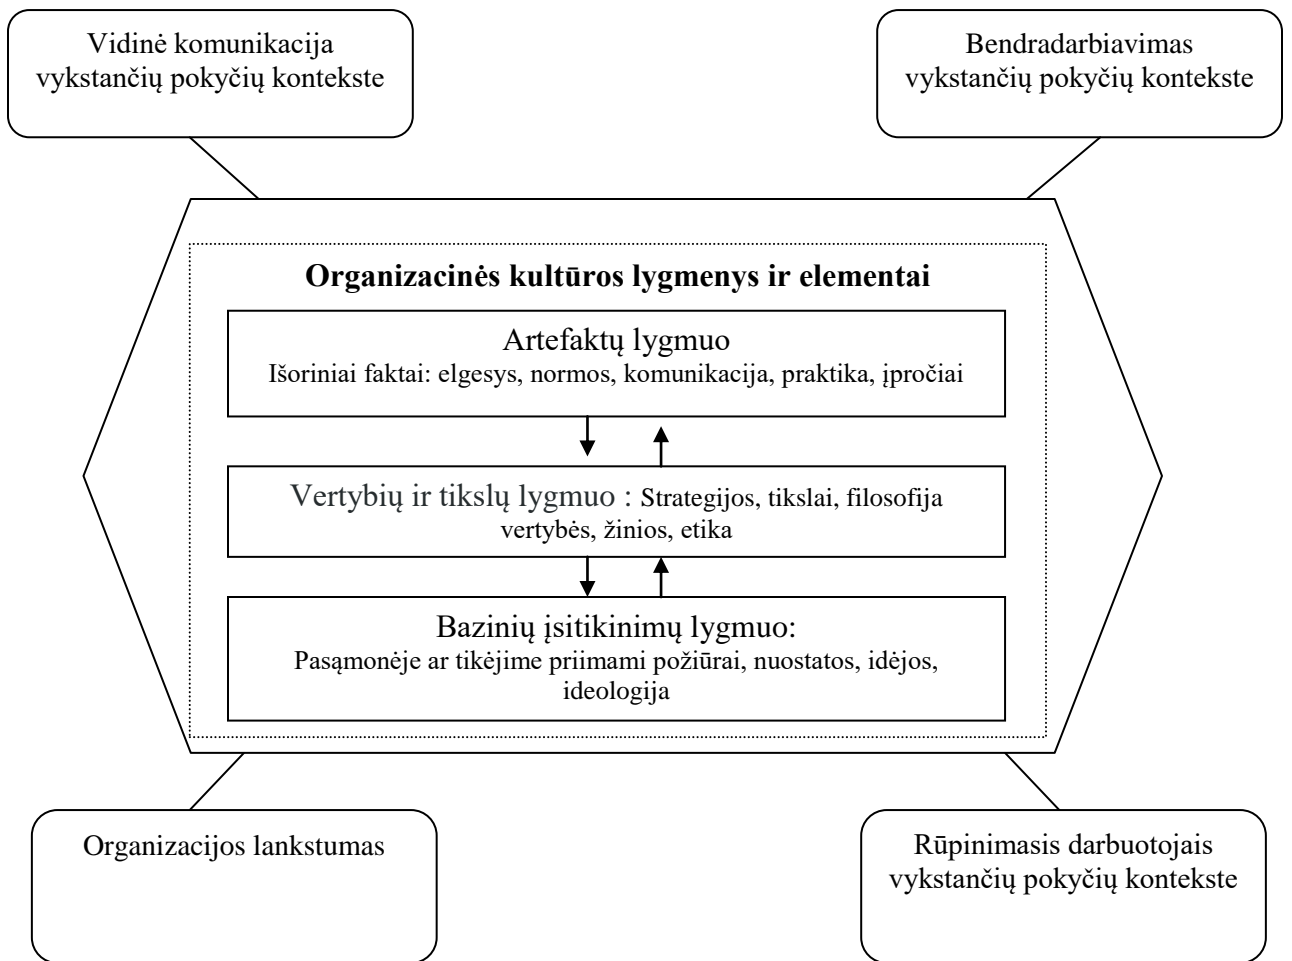 Vidinė komunikacija
vykstančių pokyčių kontekste
Bendradarbiavimas
vykstančių pokyčių kontekste
Organizacinės kultūros lygmenys ir elementai
Artefaktų lygmuo
Išoriniai faktai: elgesys, normos, komunikacija, praktika, įpročiai
Vertybių ir tikslų lygmuo : Strategijos, tikslai, filosofija
vertybės, žinios, etika
Bazinių įsitikinimų lygmuo:
Pasąmonėje ar tikėjime priimami požiūrai, nuostatos, idėjos,
ideologija
Organizacijos lankstumas
Rūpinimasis darbuotojais
vykstančių pokyčių kontekste